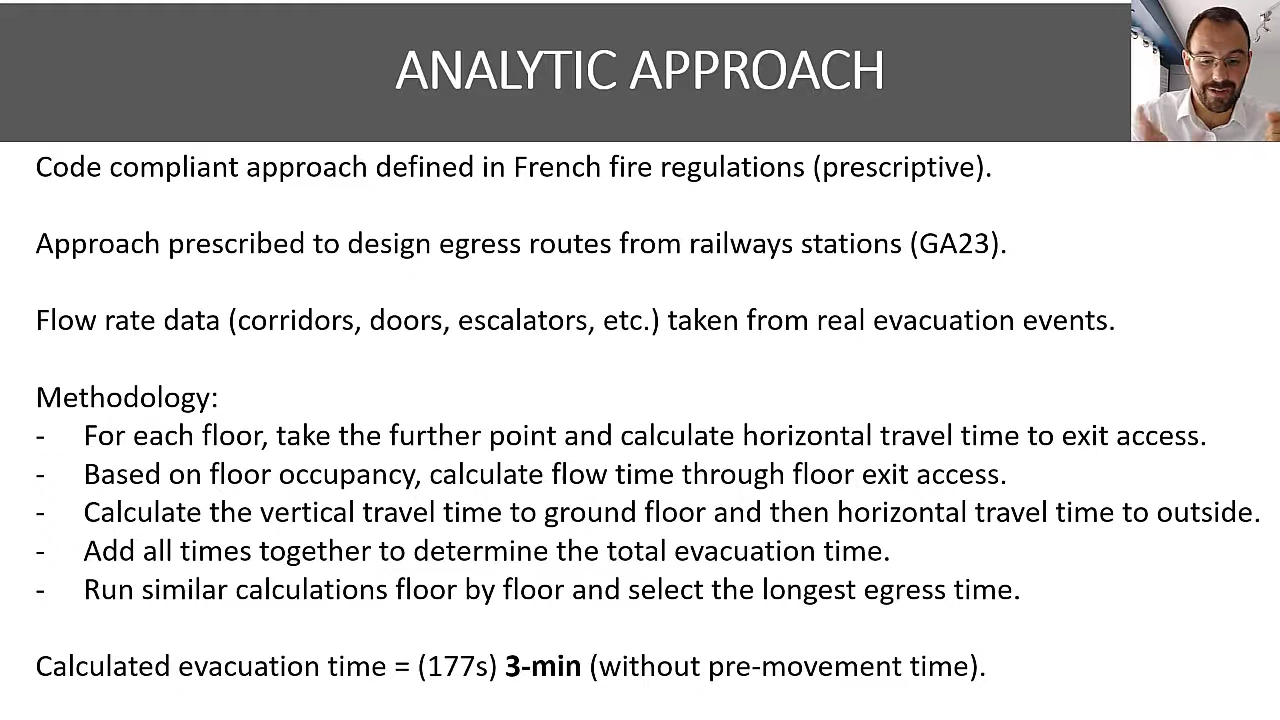 ANALYTIC APPROACH
Code compliant approach defined in French fire regulations (prescriptive).
Approach prescribed to design egress routes from railways stations (GA23).
Flow rate data (corridors, doors, escalators, etc.) taken from real evacuation events.
Methodology:
- For each floor, take the further point and calculate horizontal travel time to exit access.
- Based on floor occupancy, calculate flow time through floor exit access.
- Calculate the vertical travel time to ground floor and then horizontal travel time to outside.
- Add all times together to determine the total evacuation time.
- Run similar calculations floor by floor and select the longest egress time.
Calculated evacuation time = (177s) 3-min (without pre-movement time).